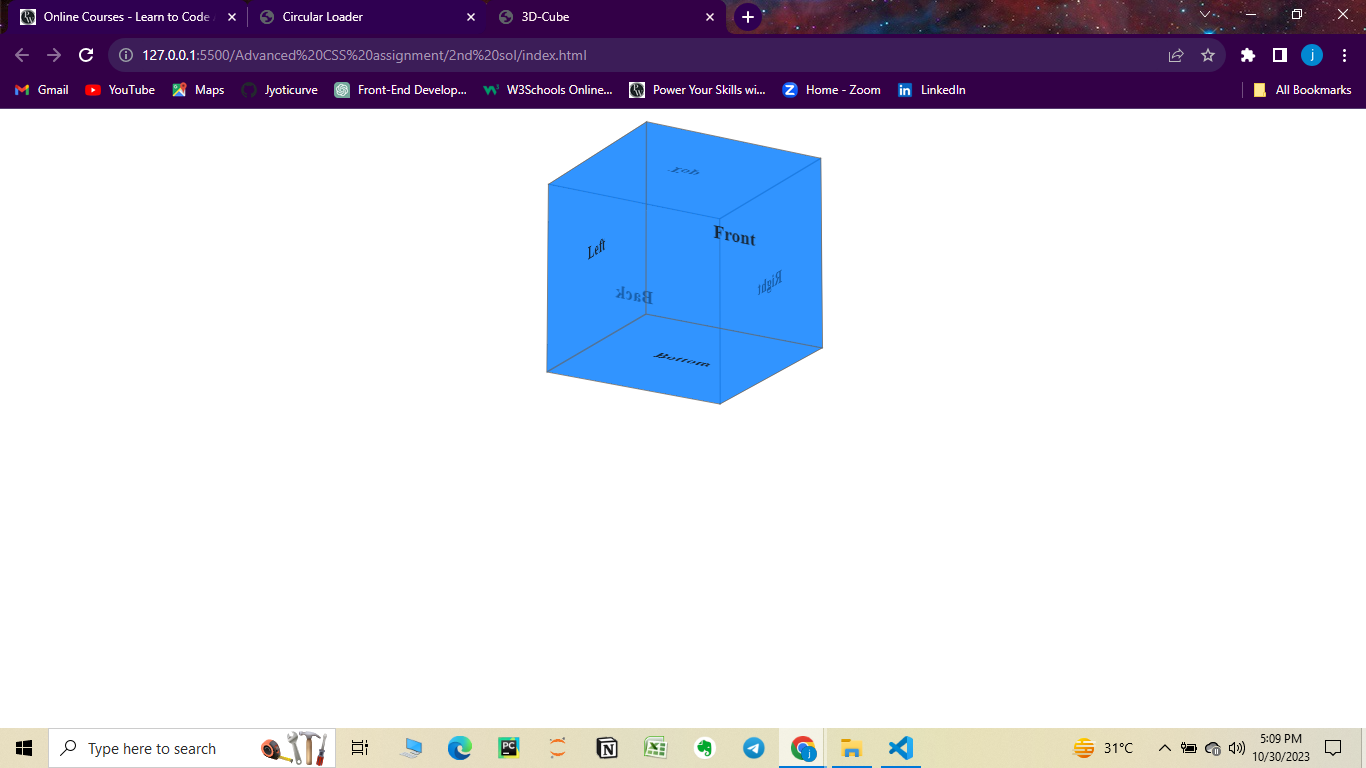 Online Courses - Learn to Code
Circular Loader
3D-Cube
127.0.0.1:5500/Advanced%20CSS%20assignment/2nd%20sol/index.html
j
Gmail
YouTube
Maps
Jyoticurve
Front-End Develop...
W3Schools Online...
Power Your Skills wi...
Home - Zoom
LinkedIn
All Bookmarks
Top
Front
Left
Right
Back
Bottom
Type here to search
31°C
5:09 PM
10/30/2023